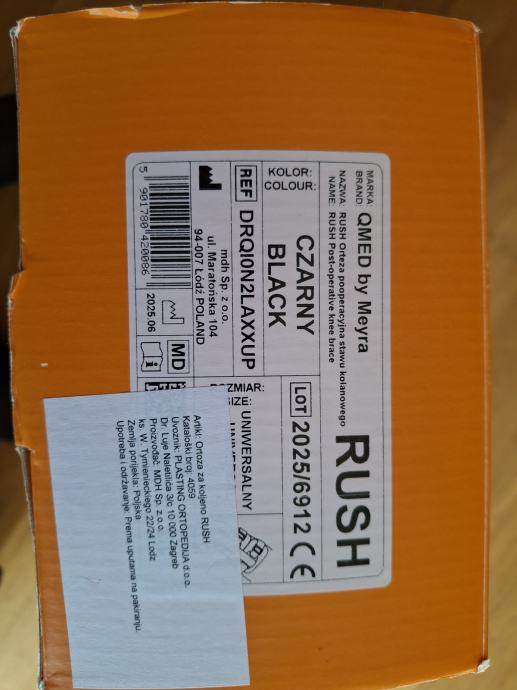 MARKA:
BRAND: QMED by Meyra
NAZWA: RUSH Orteza pooperacyjna stawu kolanowego
NAME: RUSH Post-operative knee brace
RUSH
KOLOR:
COLOUR:
CZARNY
BLACK
LOT 2025/6912 CE
REF DRQI0N2LAXXUP
ROZMIAR: UNIWERSALNY
SIZE:
mdh Sp. z o.o.
ul. Maratońska 104
94-007 Łódź POLAND
5 901780 420086
2025 06
MD
Artikl: Ortoza za koljeno RUSH
Kataloški broj: 4059
Uvoznik: PLASTING ORTOPEDIJA d.o.o.
Dr. Luje Naletilića 3/c 10 000 Zagreb
Proizvođač: MDH Sp. z o.o.
ks. W. Tymienieckiego 22/24 Lodz
Zemlja porijekla: Poljska
Upotreba i održavanje: Prema uputama na pakiranju.